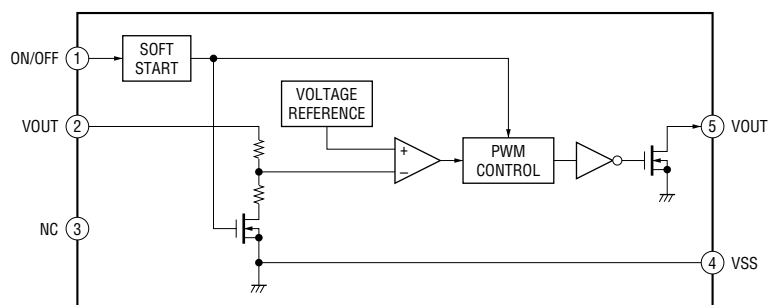 ON/OFF 1
SOFT
START
VOLTAGE
REFERENCE
VOUT 2
5 VOUT
+
−
PWM
CONTROL
NC 3
4 VSS